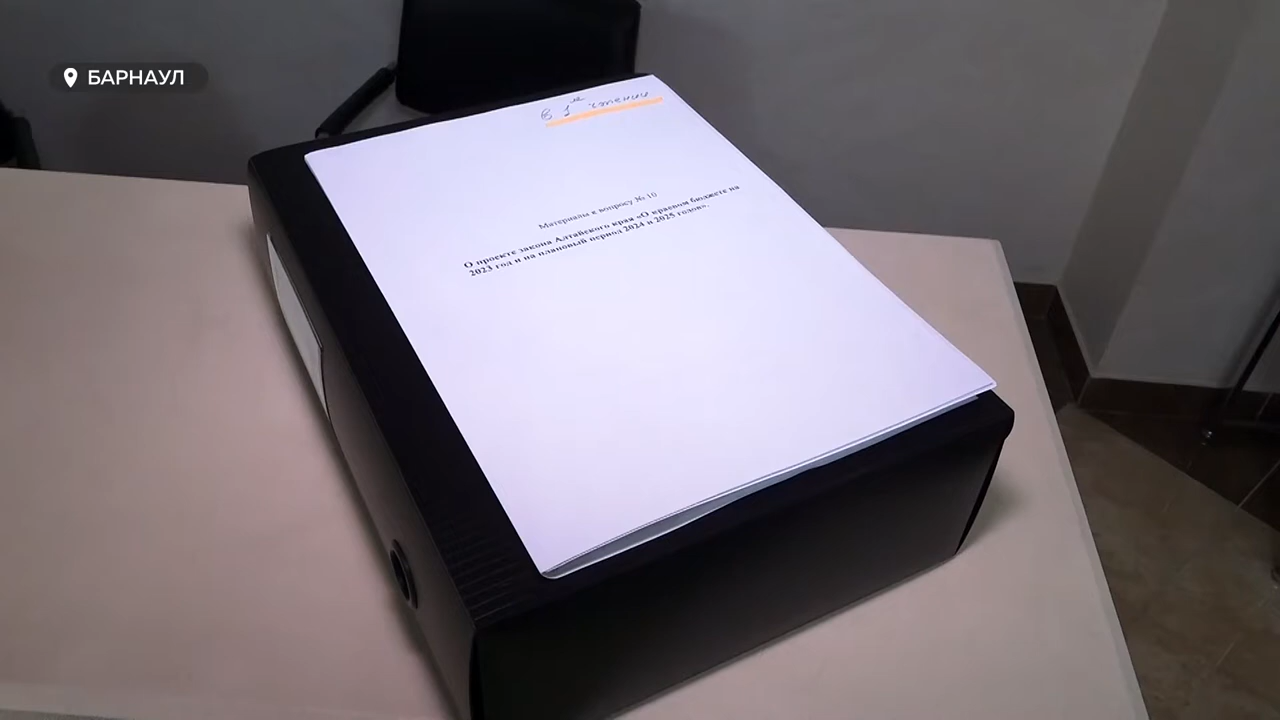 БАРНАУЛ
в 1ом чтении
Материалы к вопросу № 10
О проекте закона Алтайского края «О краевом бюджете на
2023 год и на плановый период 2024 и 2025 годов».